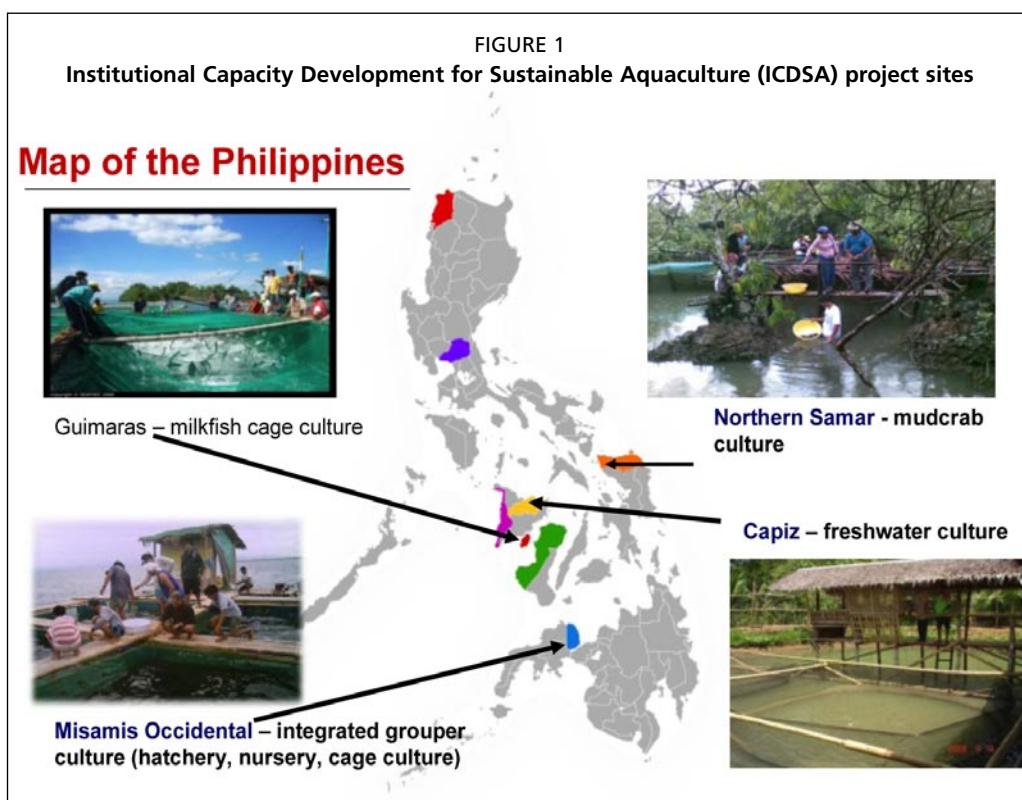 FIGURE 1
Institutional Capacity Development for Sustainable Aquaculture (ICDSA) project sites
Map of the Philippines
Guimaras – milkfish cage culture
Northern Samar - mudcrab
culture
Capiz – freshwater culture
Misamis Occidental – integrated grouper
culture (hatchery, nursery, cage culture)